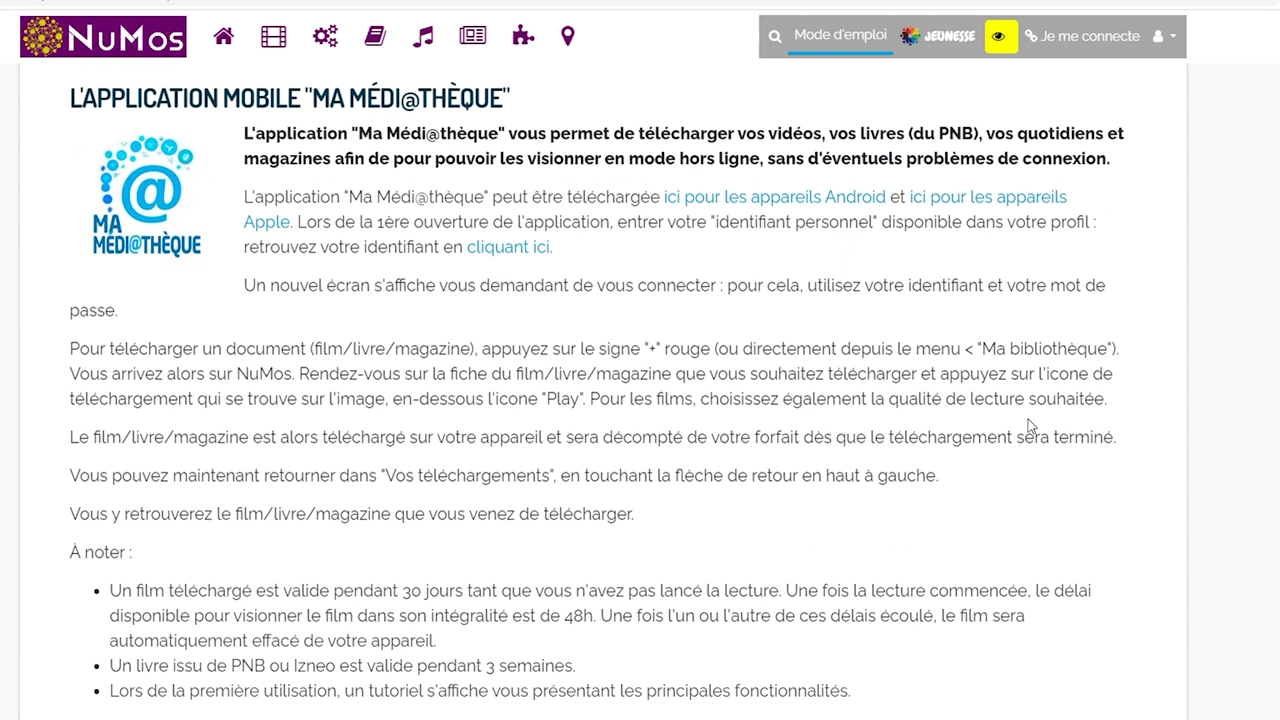 NuMos
Mode d'emploi
JEUNESSE
Je me connecte
L'APPLICATION MOBILE "MA MÉDI@THÈQUE"
MA
MÉDI@THÈQUE
L'application "Ma Médi@thèque" vous permet de télécharger vos vidéos, vos livres (du PNB), vos quotidiens et
magazines afin de pour pouvoir les visionner en mode hors ligne, sans d'éventuels problèmes de connexion.
L'application "Ma Médi@thèque" peut être téléchargée ici pour les appareils Android et ici pour les appareils
Apple. Lors de la 1ère ouverture de l'application, entrer votre "identifiant personnel" disponible dans votre profil :
retrouvez votre identifiant en cliquant ici.
Un nouvel écran s'affiche vous demandant de vous connecter : pour cela, utilisez votre identifiant et votre mot de
passe.
Pour télécharger un document (film/livre/magazine), appuyez sur le signe "+" rouge (ou directement depuis le menu < "Ma bibliothèque").
Vous arrivez alors sur NuMos. Rendez-vous sur la fiche du film/livre/magazine que vous souhaitez télécharger et appuyez sur l'icone de
téléchargement qui se trouve sur l'image, en-dessous l'icone "Play". Pour les films, choisissez également la qualité de lecture souhaitée.
Le film/livre/magazine est alors téléchargé sur votre appareil et sera décompté de votre forfait dès que le téléchargement sera terminé.
Vous pouvez maintenant retourner dans "Vos téléchargements", en touchant la flèche de retour en haut à gauche.
Vous y retrouverez le film/livre/magazine que vous venez de télécharger.
À noter :
• Un film téléchargé est valide pendant 30 jours tant que vous n'avez pas lancé la lecture. Une fois la lecture commencée, le délai
disponible pour visionner le film dans son intégralité est de 48h. Une fois l'un ou l'autre de ces délais écoulé, le film sera
automatiquement effacé de votre appareil.
• Un livre issu de PNB ou Izneo est valide pendant 3 semaines.
• Lors de la première utilisation, un tutoriel s'affiche vous présentant les principales fonctionnalités.